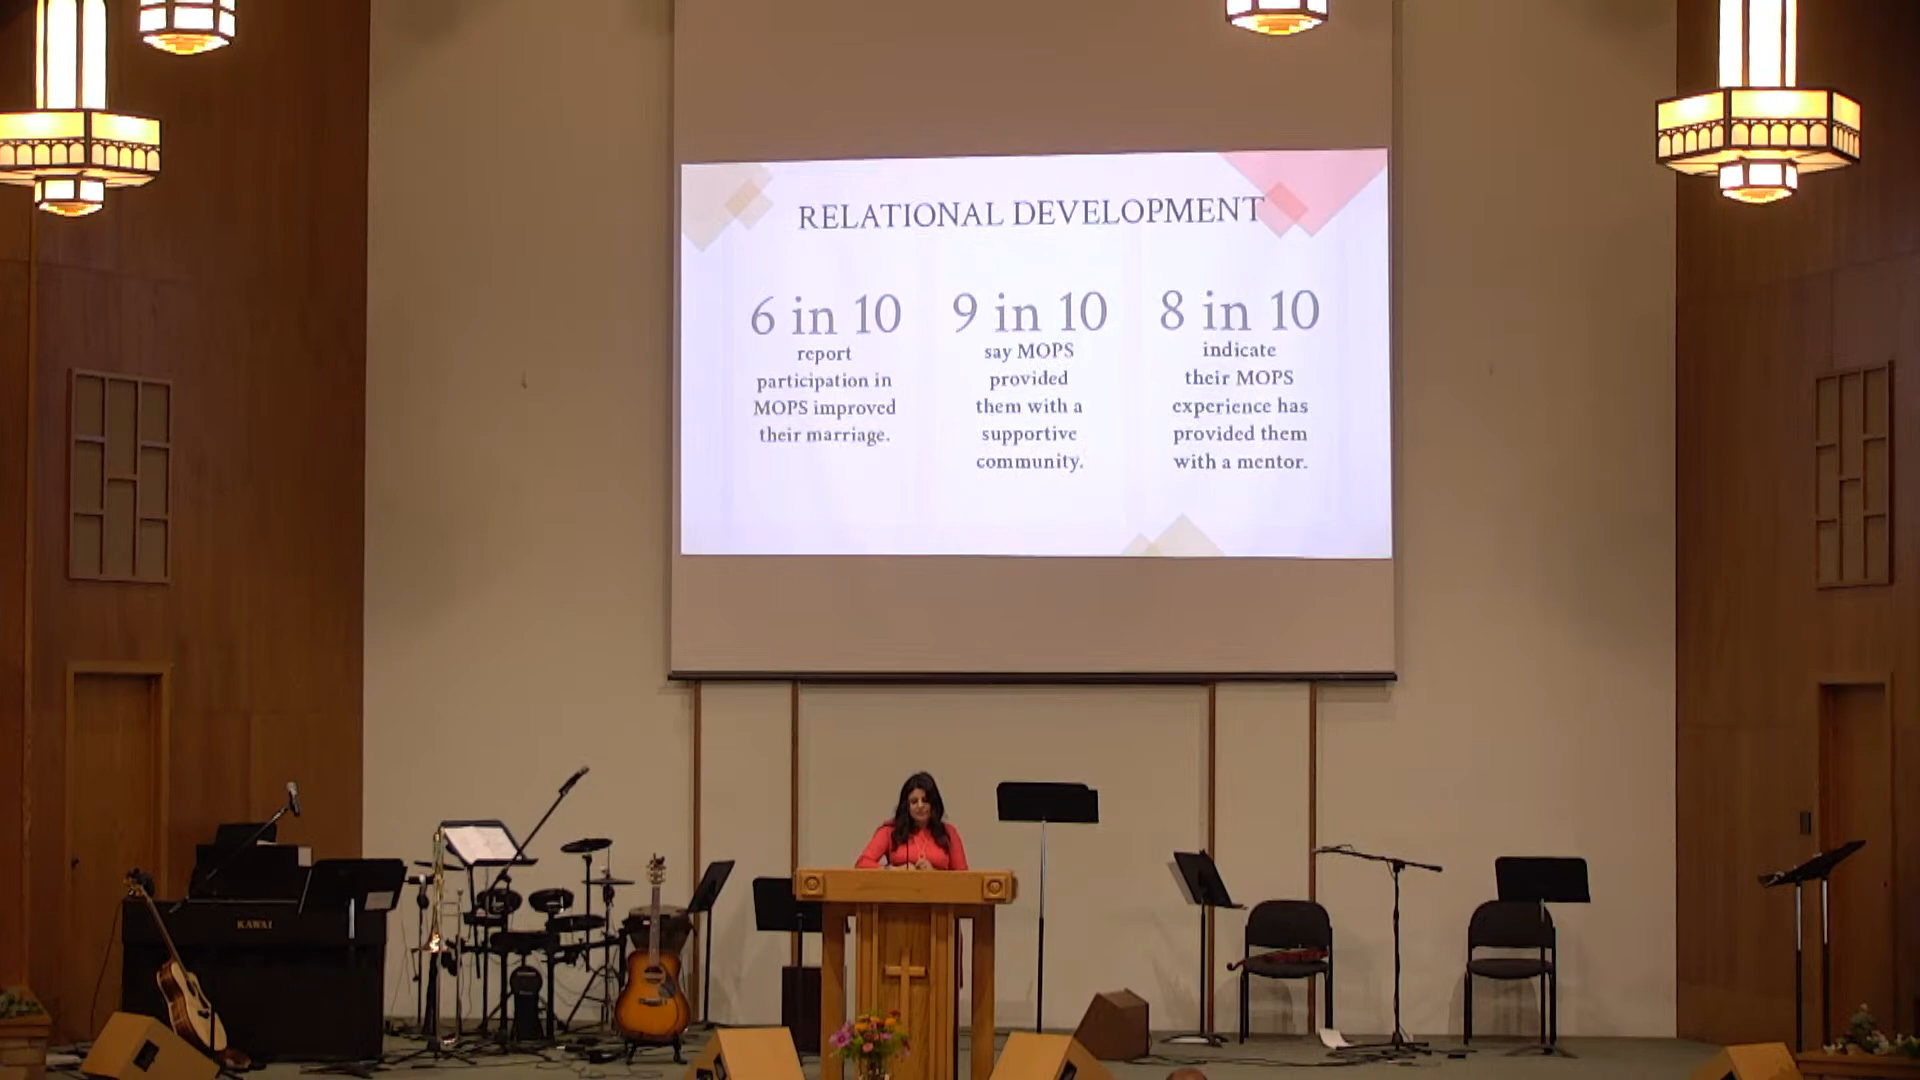 RELATIONAL DEVELOPMENT
6 in 10
report
participation in
MOPS improved
their marriage.
9 in 10
say MOPS
provided
them with a
supportive
community.
8 in 10
indicate
their MOPS
experience has
provided them
with a mentor.
KAWAI